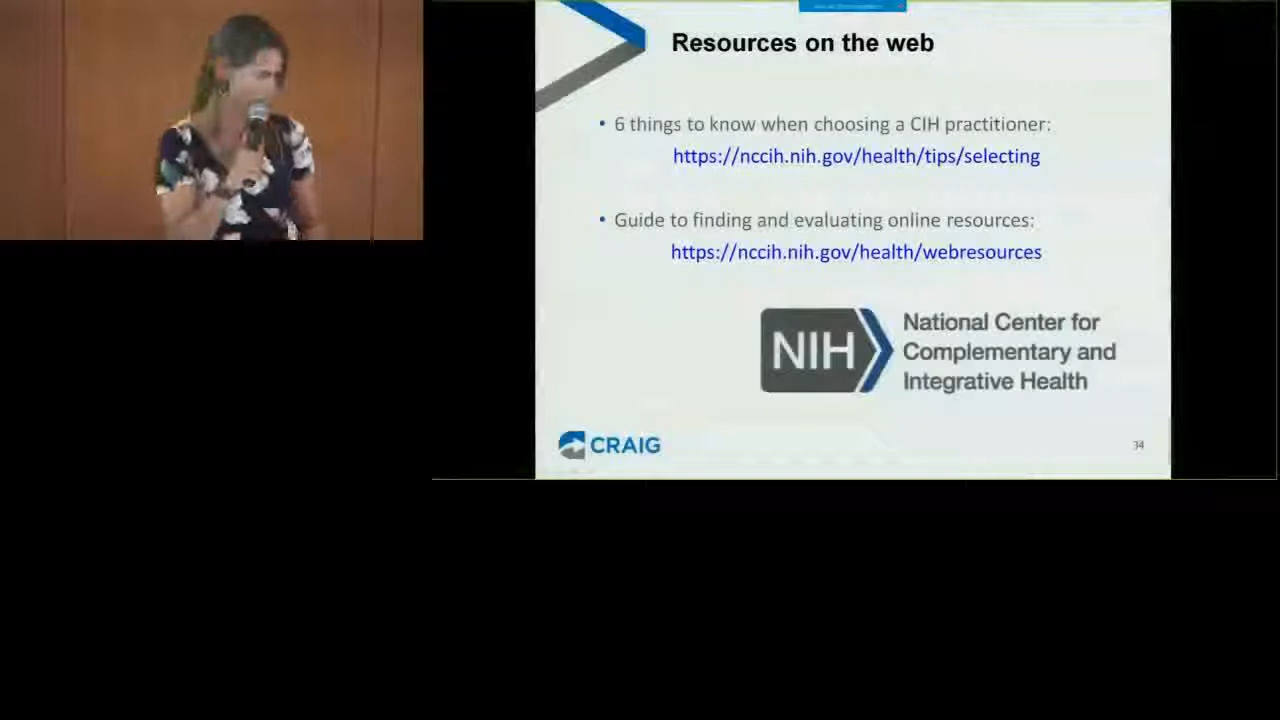 Resources on the web
• 6 things to know when choosing a CIH practitioner:
https://nccih.nih.gov/health/tips/selecting
• Guide to finding and evaluating online resources:
https://nccih.nih.gov/health/webresources
NIH
National Center for
Complementary and
Integrative Health
CRAIG
34